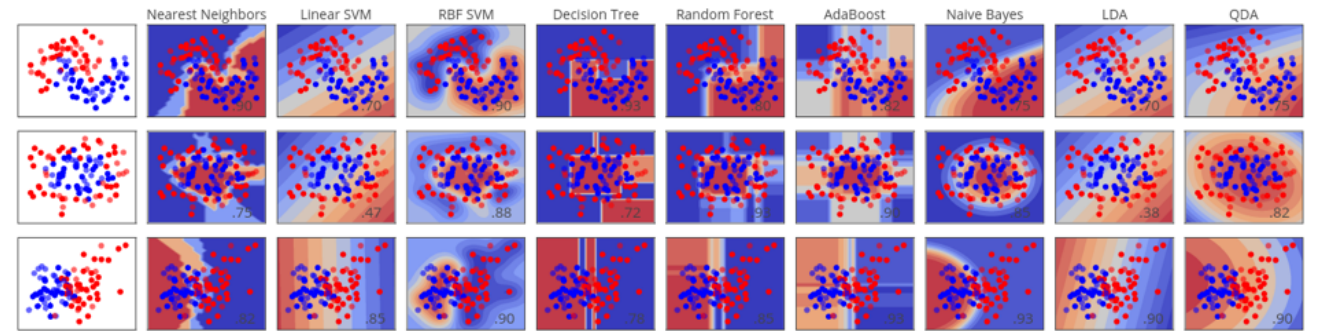 Nearest Neighbors Linear SVM RBF SVM Decision Tree Random Forest AdaBoost Naive Bayes LDA QDA
.90 .70 .90 .93 .80 .82 .75 .70 .75
.75 .47 .88 .72 .38 .82
.85 .90 .93 .90 .90